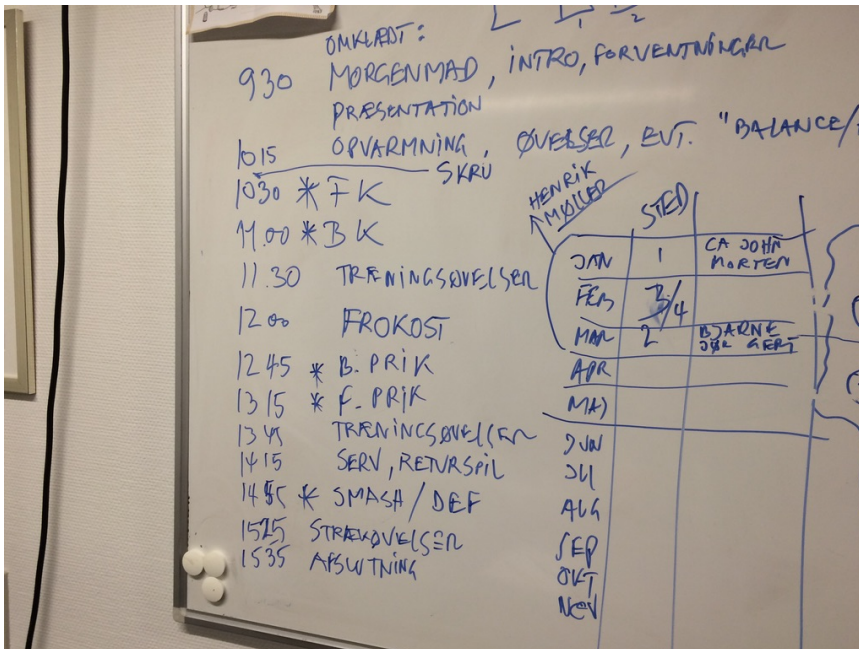 OMKLÆDT:
930 MORGENMAD, INTRO, FORVENTNINGER
PRÆSENTATION
1015 OPVARMNING, ØVELSER, EVT. "BALANCE/
SKRU
1030 * FK
11.00 * BK
11.30 TRÆNINGSØVELSER
1200 FROKOST
1245 * B. PRIK
1315 * F. PRIK
1345 TRÆNINGSØVELSER
1415 SERV, RETURSPIL
1455 * SMASH / DEF
1525 STRÆKØVELSER
1535 AFSLUTNING
HENRIK
MØLLER
STED
JAN 1 CA JOHN
MORTEN
FEB 3/4
MAR 2 BJARNE
GERT
APR
MAJ
JUN
JUL
AUG
SEP
OKT
NOV